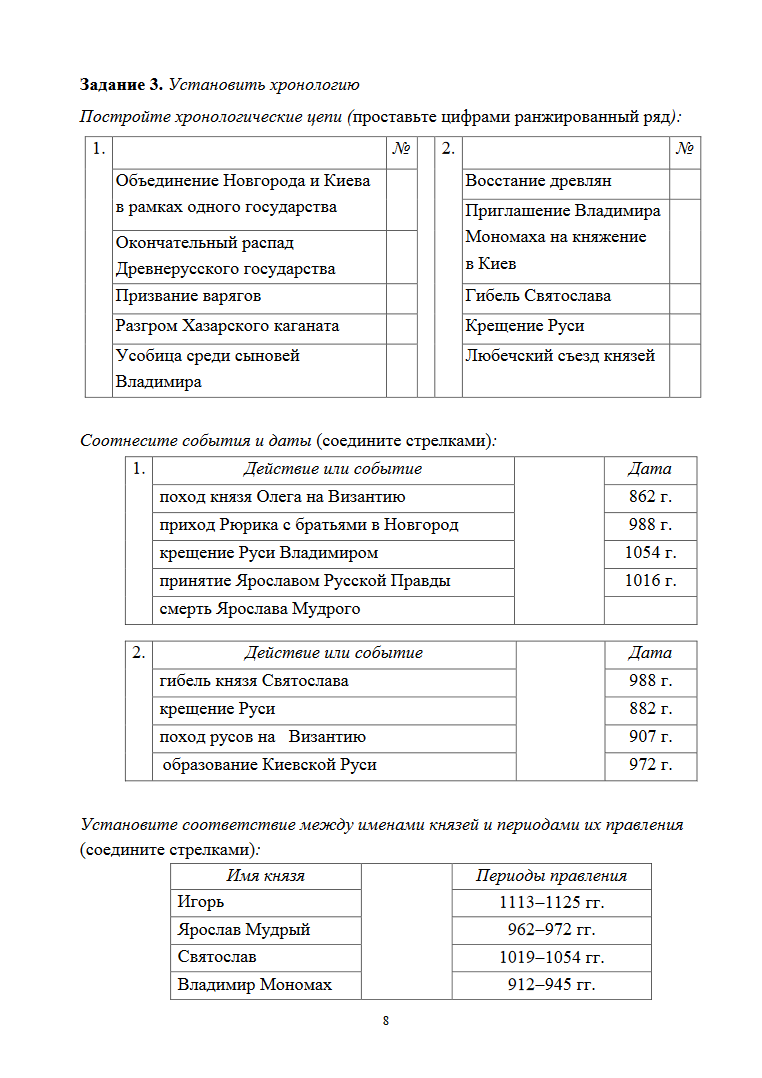 Задание 3. Установить хронологию
Постройте хронологические цепи (проставьте цифрами ранжированный ряд):
1. № 2. №
Объединение Новгорода и Киева
в рамках одного государства
Окончательный распад
Древнерусского государства
Призвание варягов
Разгром Хазарского каганата
Усобица среди сыновей
Владимира
Восстание древлян
Приглашение Владимира
Мономаха на княжение
в Киев
Гибель Святослава
Крещение Руси
Любечский съезд князей
Соотнесите события и даты (соедините стрелками):
1. Действие или событие Дата
поход князя Олега на Византию 862 г.
приход Рюрика с братьями в Новгород 988 г.
крещение Руси Владимиром 1054 г.
принятие Ярославом Русской Правды 1016 г.
смерть Ярослава Мудрого
2. Действие или событие Дата
гибель князя Святослава 988 г.
крещение Руси 882 г.
поход русов на Византию 907 г.
образование Киевской Руси 972 г.
Установите соответствие между именами князей и периодами их правления
(соедините стрелками):
Имя князя Периоды правления
Игорь 1113–1125 гг.
Ярослав Мудрый 962–972 гг.
Святослав 1019–1054 гг.
Владимир Мономах 912–945 гг.
8